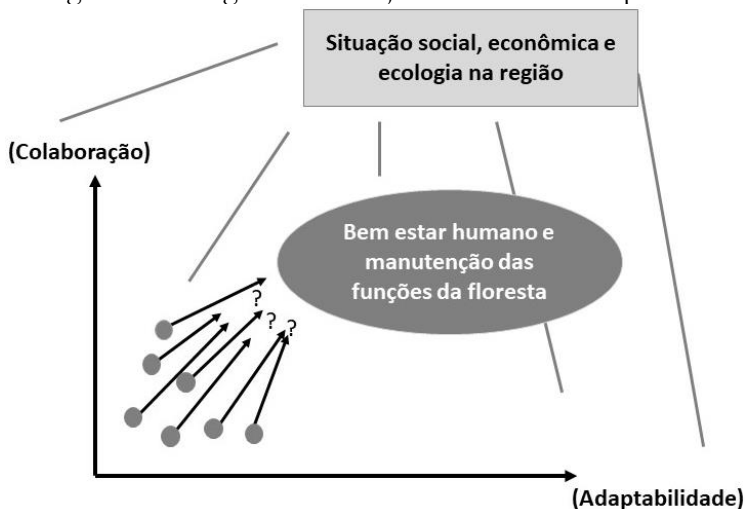 Situação social, econômica e
ecologia na região
(Colaboração)
Bem estar humano e
manutenção das
funções da floresta
?
?
?
(Adaptabilidade)